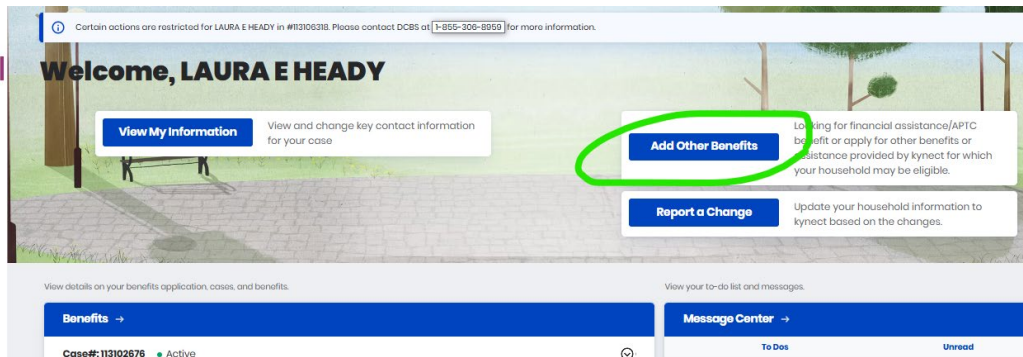 Certain actions are restricted for LAURA E HEADY in #113106318. Please contact DCBS at 1-855-306-8959 for more information.
Welcome, LAURA E HEADY
View My Information
View and change key contact information
for your case
Add Other Benefits
Looking for financial assistance/APTC
benefit or apply for other benefits or
assistance provided by kynect for which
your household may be eligible.
Report a Change
Update your household information to
kynect based on the changes.
View details on your benefits application, cases, and benefits.
View your to-do list and messages.
Benefits →
Message Center →
Case#: 113102676 • Active
To Dos
Unread